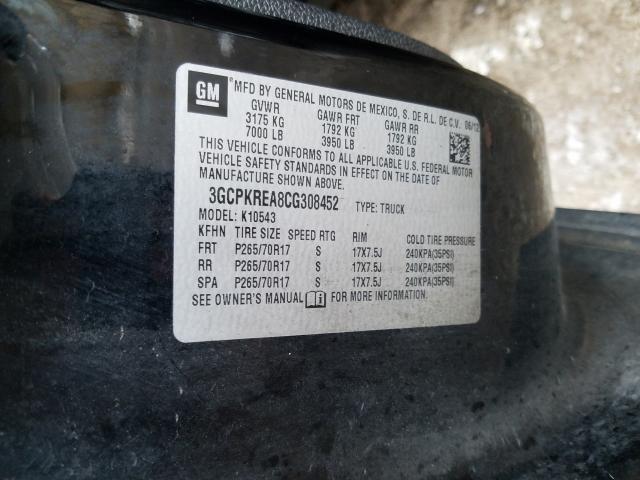 GM
MFD BY GENERAL MOTORS DE MEXICO, S. DE R.L. DE C.V. 06/12
GVWR GAWR FRT GAWR RR
3175 KG 1792 KG 1792 KG
7000 LB 3950 LB 3950 LB
THIS VEHICLE CONFORMS TO ALL APPLICABLE U.S. FEDERAL MOTOR
VEHICLE SAFETY STANDARDS IN EFFECT ON THE DATE OF
MANUFACTURE SHOWN ABOVE.
3GCPKREA8CG308452 TYPE: TRUCK
MODEL: K10543
KFHN TIRE SIZE SPEED RTG RIM COLD TIRE PRESSURE
FRT P265/70R17 S 17X7.5J 240KPA(35PSI)
RR P265/70R17 S 17X7.5J 240KPA(35PSI)
SPA P265/70R17 S 17X7.5J 240KPA(35PSI)
SEE OWNER'S MANUAL FOR MORE INFORMATION.